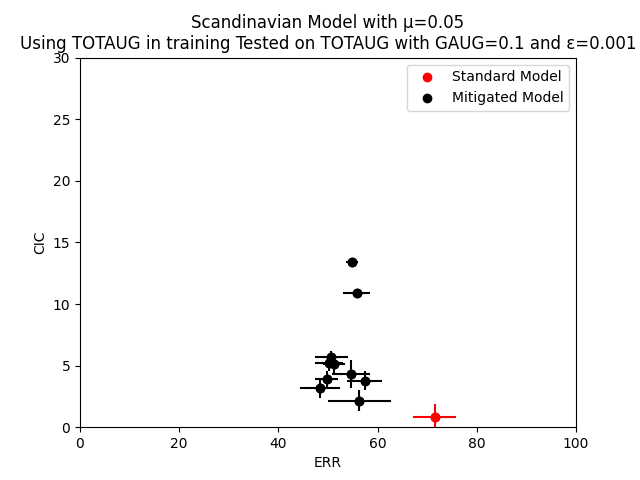 Scandinavian Model with μ=0.05
Using TOTAUG in training Tested on TOTAUG with GAUG=0.1 and ε=0.001
Standard Model
Mitigated Model
CIC
30
25
20
15
10
5
0
0 20 40 60 80 100
ERR